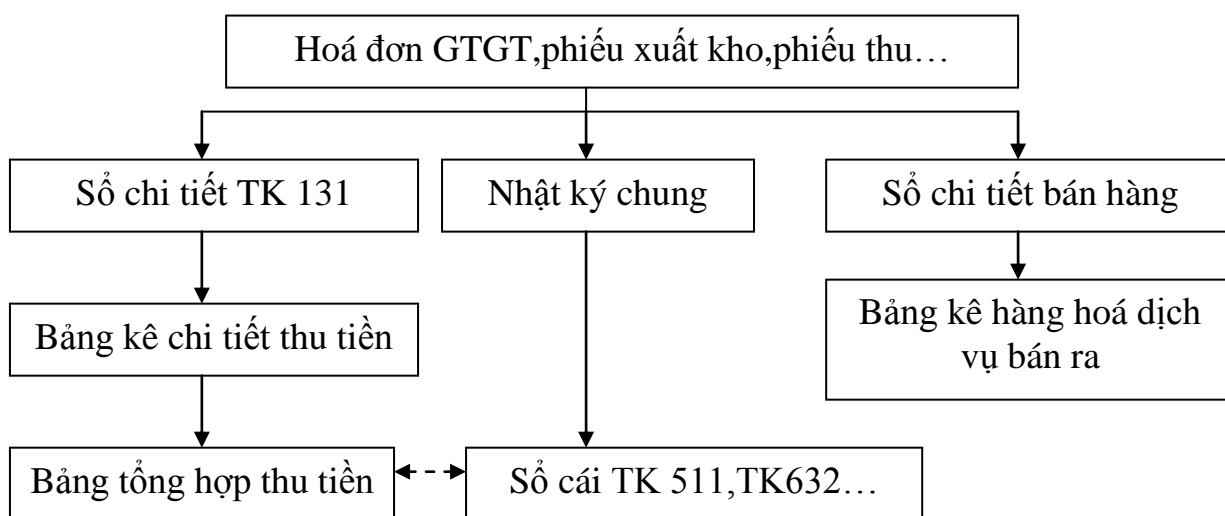 Hoá đơn GTGT,phiếu xuất kho,phiếu thu…
Sổ chi tiết TK 131
Nhật ký chung
Sổ chi tiết bán hàng
Bảng kê chi tiết thu tiền
Bảng kê hàng hoá dịch
vụ bán ra
Bảng tổng hợp thu tiền
Sổ cái TK 511,TK632…